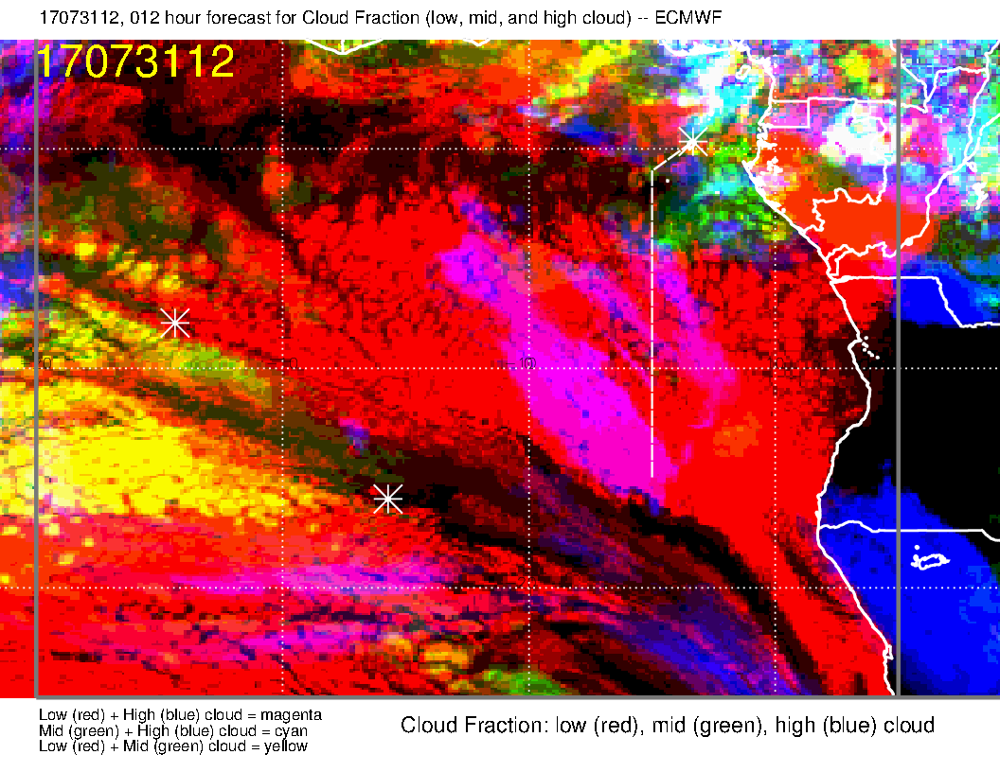 17073112, 012 hour forecast for Cloud Fraction (low, mid, and high cloud) -- ECMWF
17073112
Low (red) + High (blue) cloud = magenta
Mid (green) + High (blue) cloud = cyan
Low (red) + Mid (green) cloud = yellow
Cloud Fraction: low (red), mid (green), high (blue) cloud